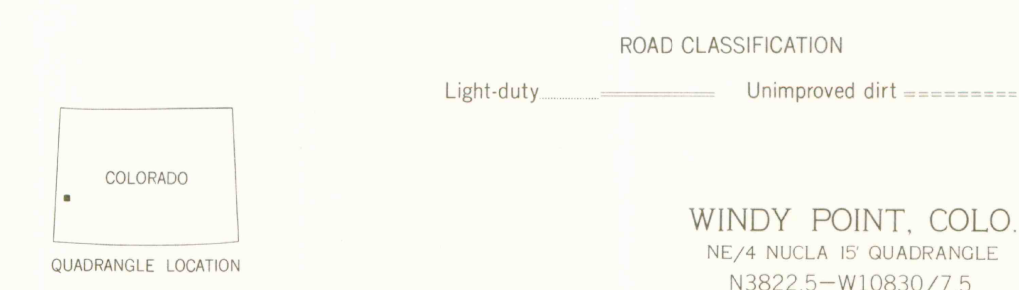 ROAD CLASSIFICATION
Light-duty Unimproved dirt
COLORADO
QUADRANGLE LOCATION
WINDY POINT, COLO.
NE/4 NUCLA 15' QUADRANGLE
N3822.5—W10830/7.5